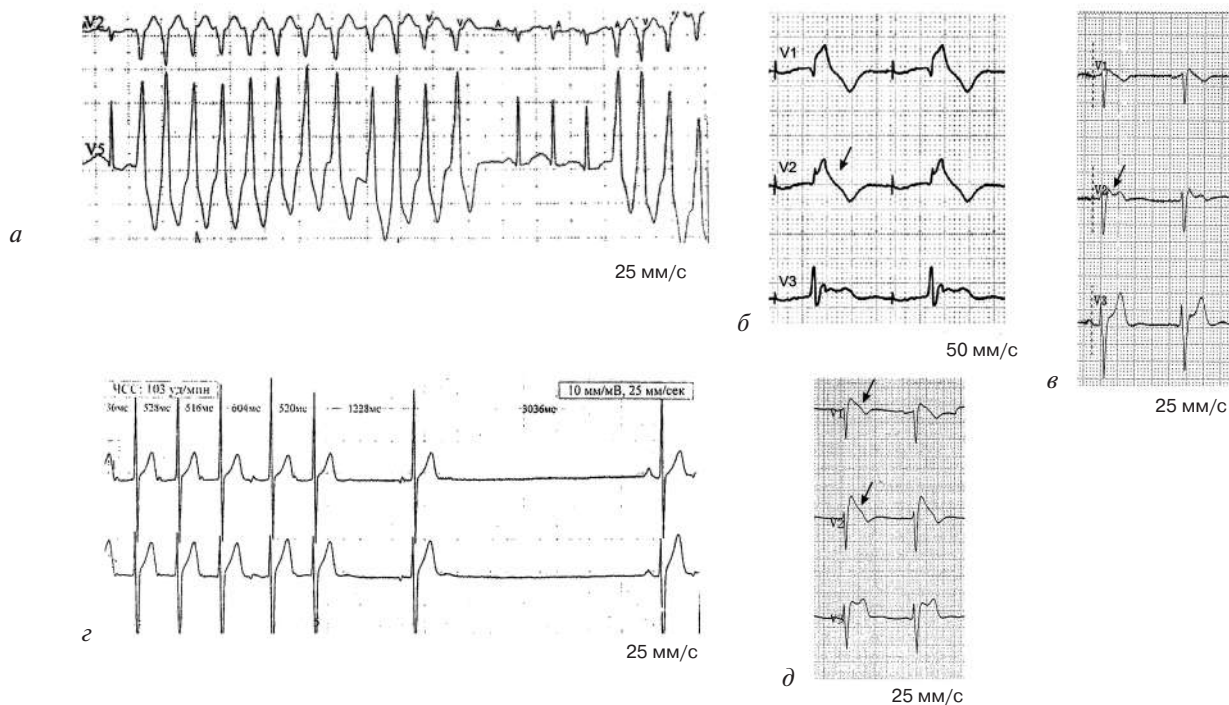 V2
V5
а
25 мм/с
V1
V2
V3
б
50 мм/с
V1
V3
в
25 мм/с
ЧСС: 103 уд/мин
10 мм/мВ, 25 мм/сек
36мс 528мс 516мс 604мс 520мс 1228мс 3036мс
г
25 мм/с
V1
V2
V3
д
25 мм/с